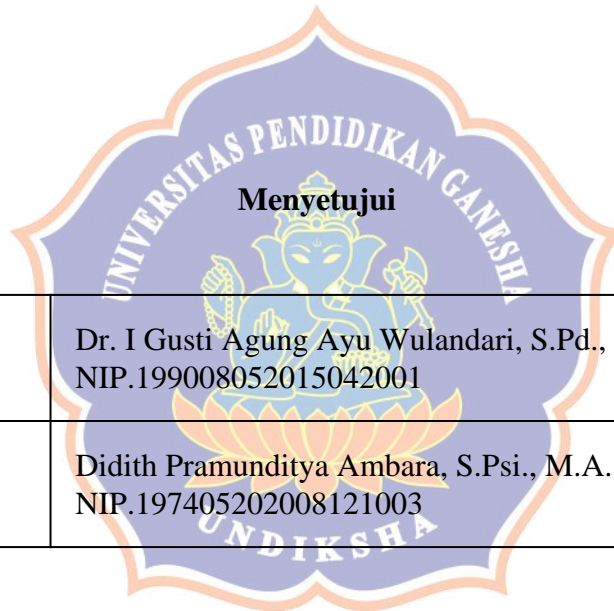 UNIVERSITAS PENDIDIKAN GANESHA
Menyetujui
Dr. I Gusti Agung Ayu Wulandari, S.Pd.,
NIP.199008052015042001
Didith Pramunditya Ambara, S.Psi., M.A.
NIP.197405202008121003
UNDIKSHA